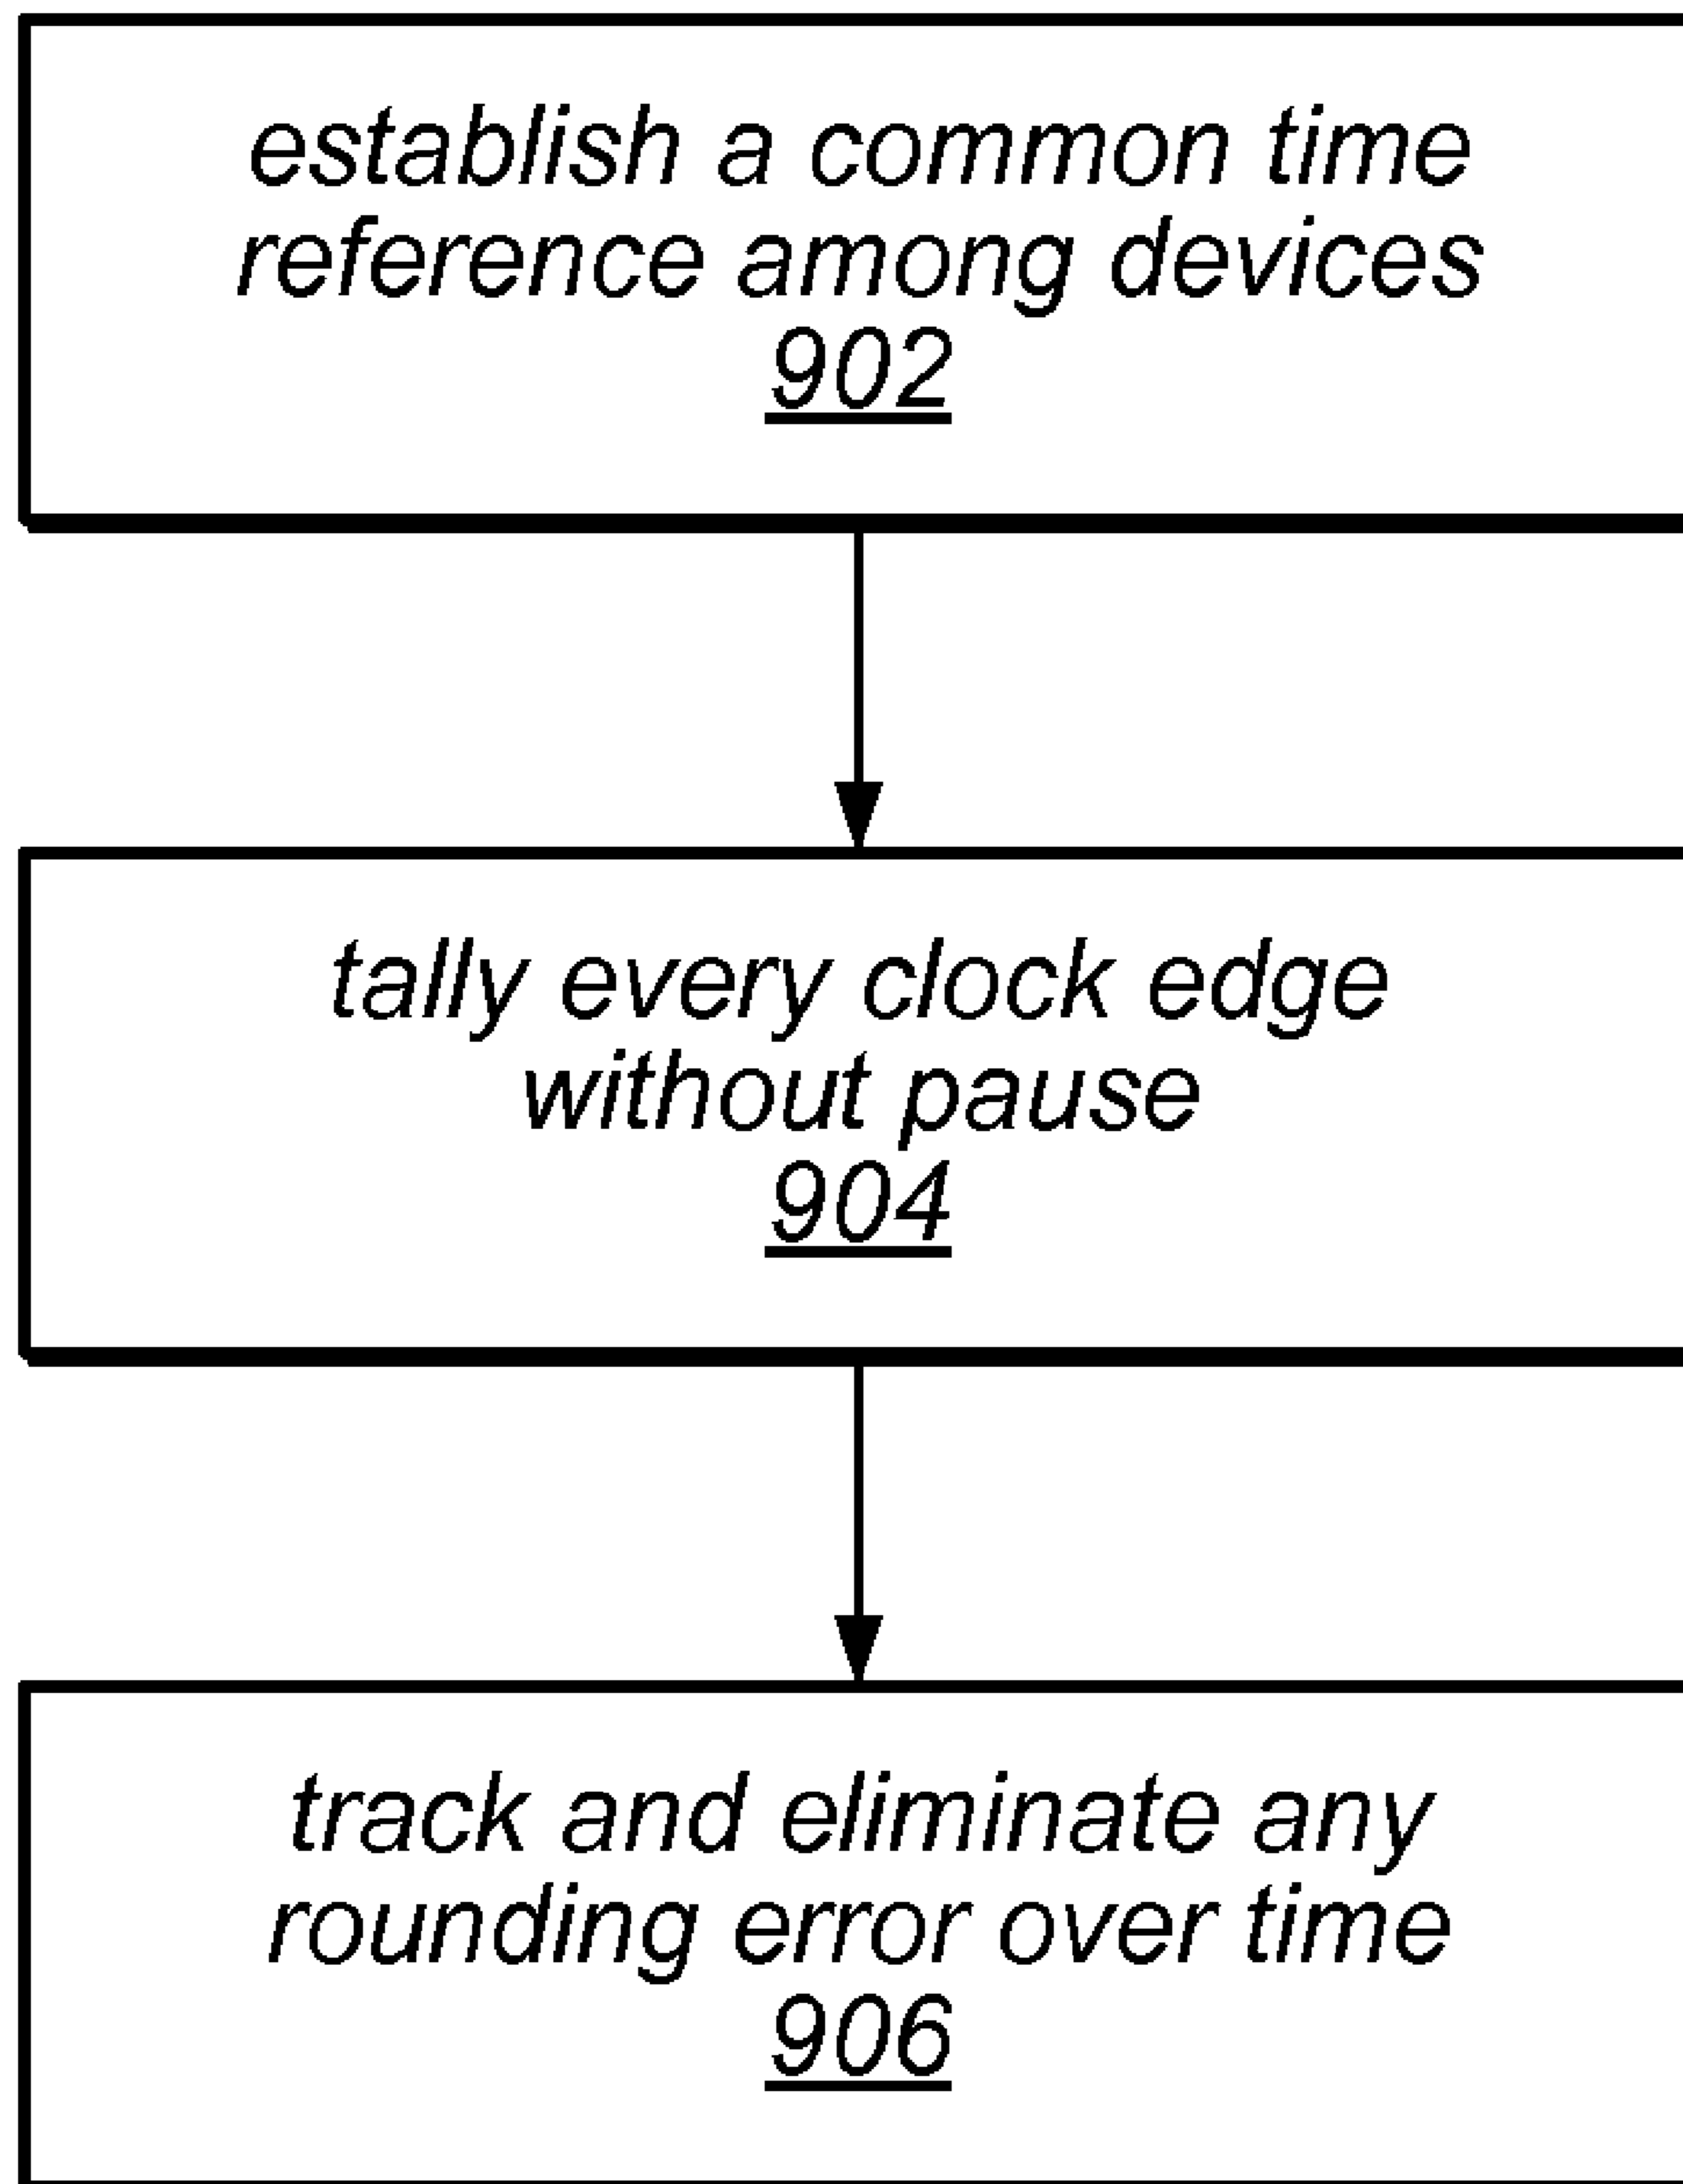 establish a common time
reference among devices
902
tally every clock edge
without pause
904
track and eliminate any
rounding error over time
906